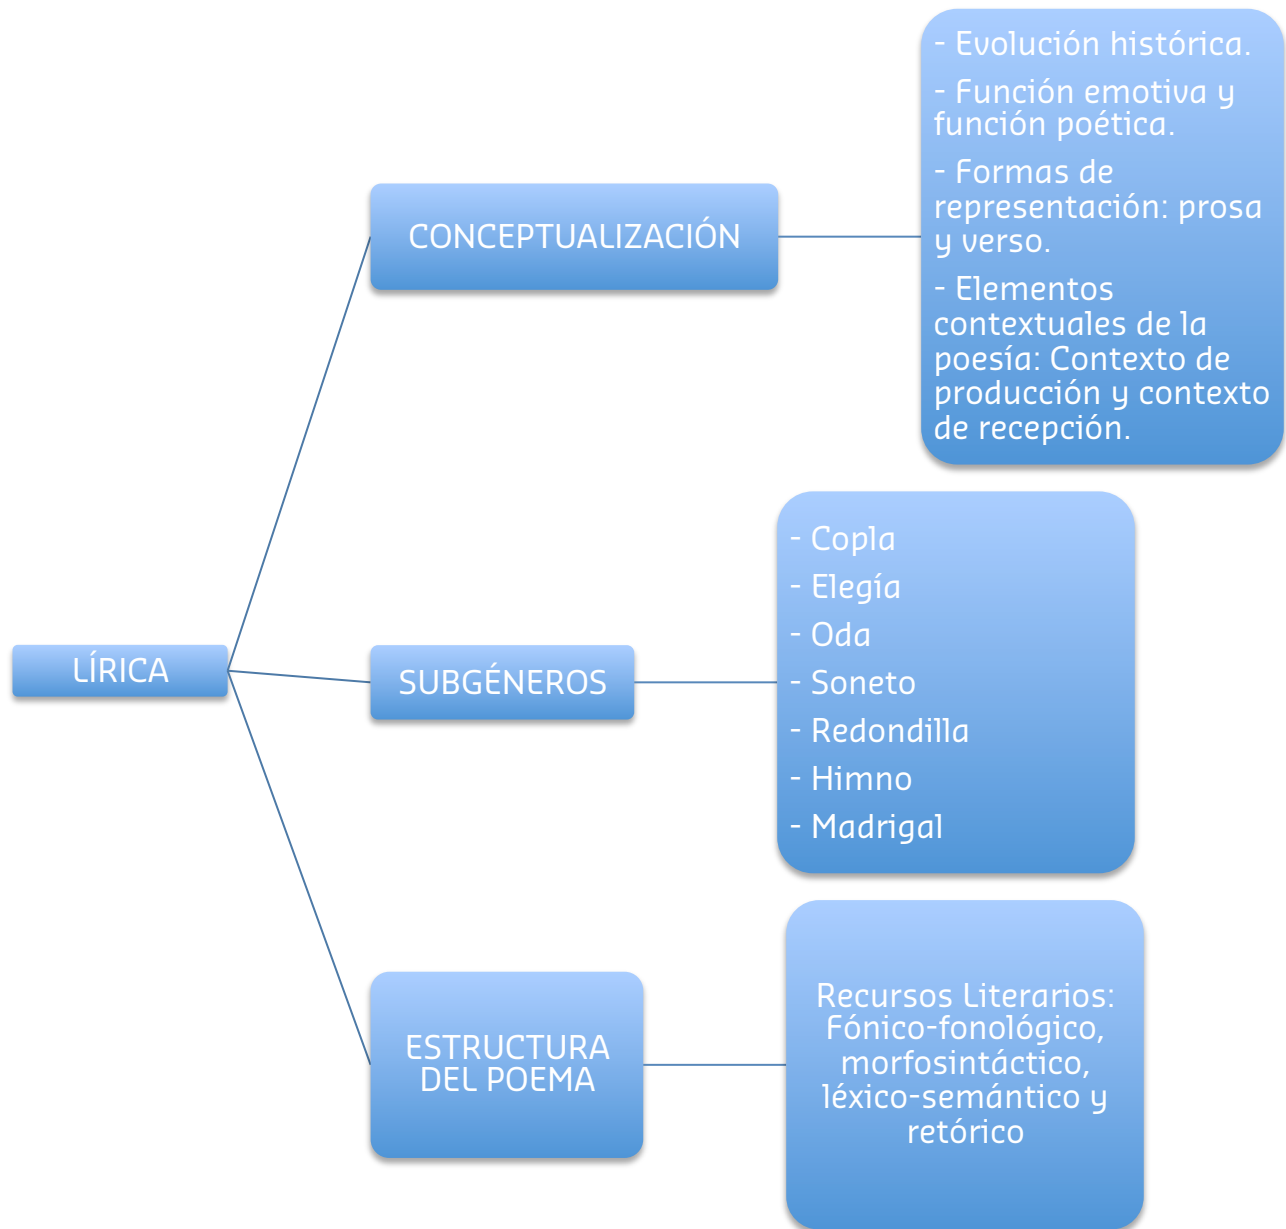 LÍRICA
CONCEPTUALIZACIÓN
- Evolución histórica.
- Función emotiva y
función poética.
- Formas de
representación: prosa
y verso.
- Elementos
contextuales de la
poesía: Contexto de
producción y contexto
de recepción.
SUBGÉNEROS
- Copla
- Elegía
- Oda
- Soneto
- Redondilla
- Himno
- Madrigal
ESTRUCTURA
DEL POEMA
Recursos Literarios:
Fónico-fonológico,
morfosintáctico,
léxico-semántico y
retórico